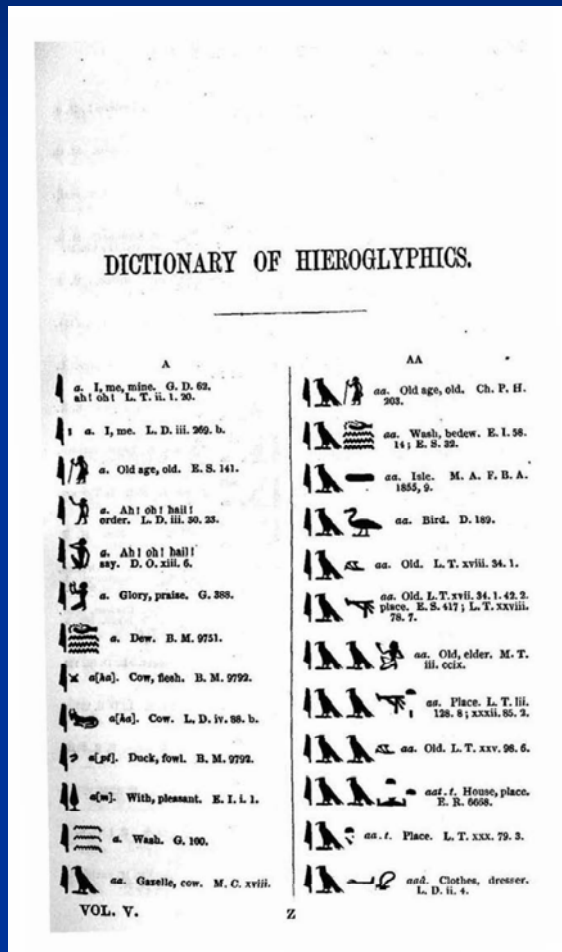 DICTIONARY OF HIEROGLYPHICS.
A
a. I, me, mine. G. D. 62.
ah! oh! L. T. ii. 1. 20.
a. I, me. L. D. iii. 269. b.
a. Old age, old. E. S. 141.
a. Ah! oh! hail!
order. L. D. iii. 30. 23.
a. Ah! oh! hail!
say. D. O. xiii. 6.
a. Glory, praise. G. 388.
a. Dew. B. M. 9751.
a[ha]. Cow, flesh. B. M. 9792.
a[ha]. Cow. L. D. iv. 88. b.
a[pt]. Duck, fowl. B. M. 9792.
a[m]. With, pleasant. E. I. i. 1.
a. Wash. G. 100.
aa. Gazelle, cow. M. C. xviii.
VOL. V.
AA
aa. Old age, old. Ch. P. H.
203.
aa. Wash, bedew. E. I. 58.
14; E. S. 32.
aa. Isle. M. A. F. B. A.
1855, 9.
aa. Bird. D. 189.
aa. Old. L. T. xviii. 34. 1.
aa. Old. L. T. xvii. 34. 1. 42. 2.
place. E. S. 417; L. T. xxviii.
78. 7.
aa. Old, elder. M. T.
iii. ccix.
aa. Place. L. T. lii.
128. 8; xxxii. 85. 2.
aa. Old. L. T. xxv. 98. 6.
aat.t. House, place.
E. R. 6668.
aa.t. Place. L. T. xxx. 79. 3.
aad. Clothes, dresser.
L. D. ii. 4.
Z